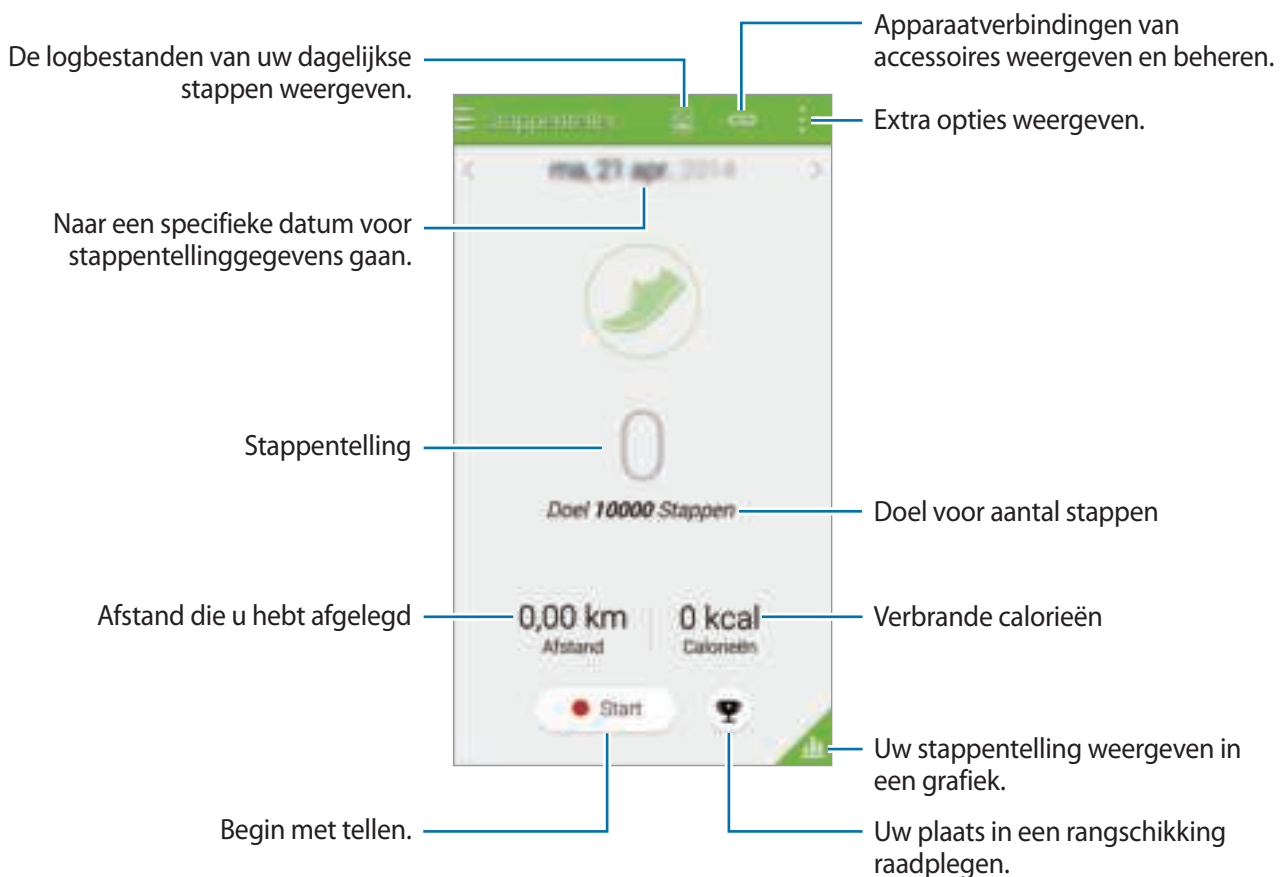 De logbestanden van uw dagelijkse
stappen weergeven.
Apparaatverbindingen van
accessoires weergeven en beheren.
Extra opties weergeven.
Stappenteller
ma, 21 apr. 2014
Naar een specifieke datum voor
stappentellinggegevens gaan.
Stappentelling
0
Doel 10000 Stappen
Doel voor aantal stappen
Afstand die u hebt afgelegd
0,00 km
Afstand
0 kcal
Calorieën
Verbrande calorieën
Start
Uw stappentelling weergeven in
een grafiek.
Begin met tellen.
Uw plaats in een rangschikking
raadplegen.